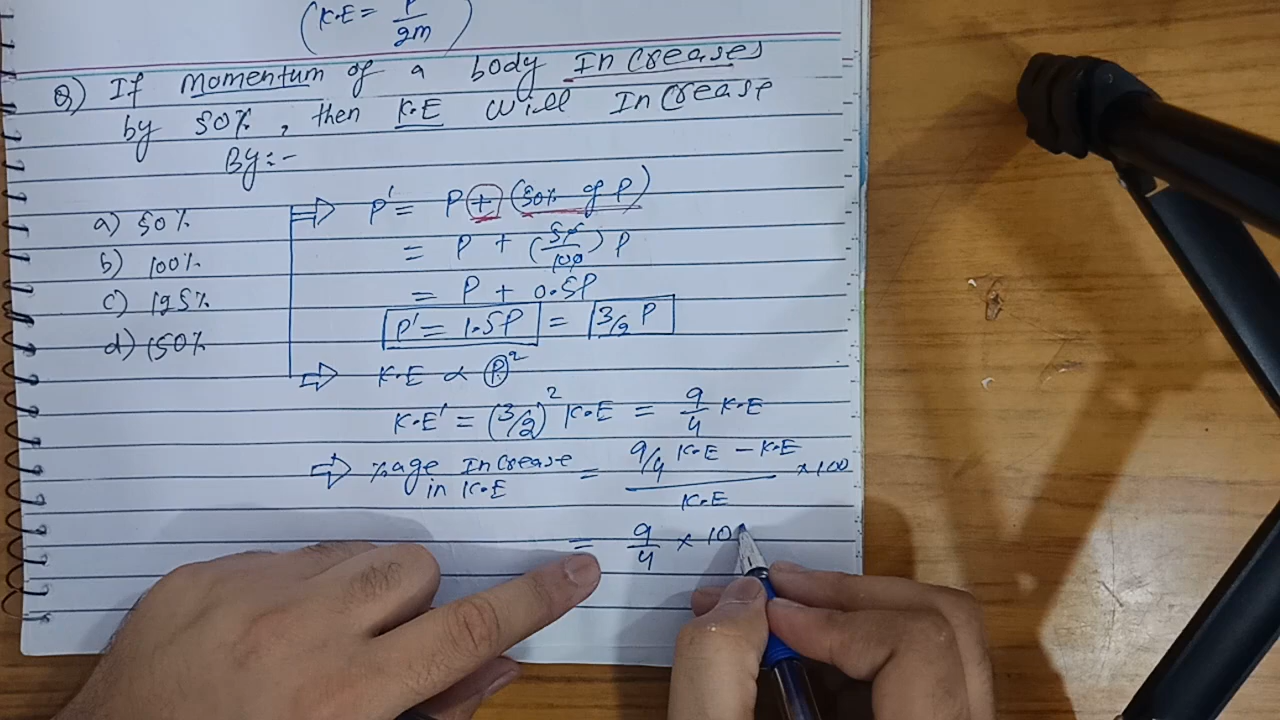 (K.E = P/2m)
Q) If Momentum of a body Increases
by 50%, then K.E will Increase
By:-
a) 50%
b) 100%
c) 125%
d) 150%
⇒ P' = P + (50% of P)
= P + (50/100) P
= P + 0.5P
P' = 1.5P = 3/2 P
⇒ K.E ∝ P²
K.E' = (3/2)² K.E = 9/4 K.E
⇒ %age Increase in K.E = (9/4 K.E - K.E)/K.E × 100
= 9/4 × 10